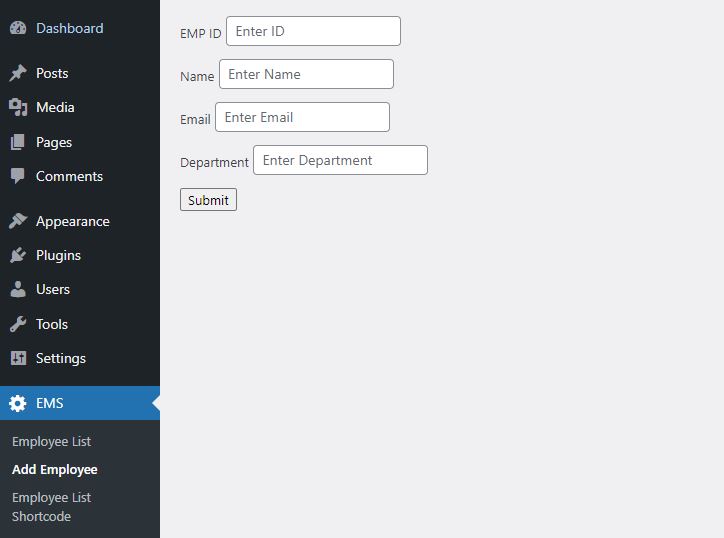 Dashboard
Posts
Media
Pages
Comments
Appearance
Plugins
Users
Tools
Settings
EMS
Employee List
Add Employee
Employee List
Shortcode
EMP ID Enter ID
Name Enter Name
Email Enter Email
Department Enter Department
Submit